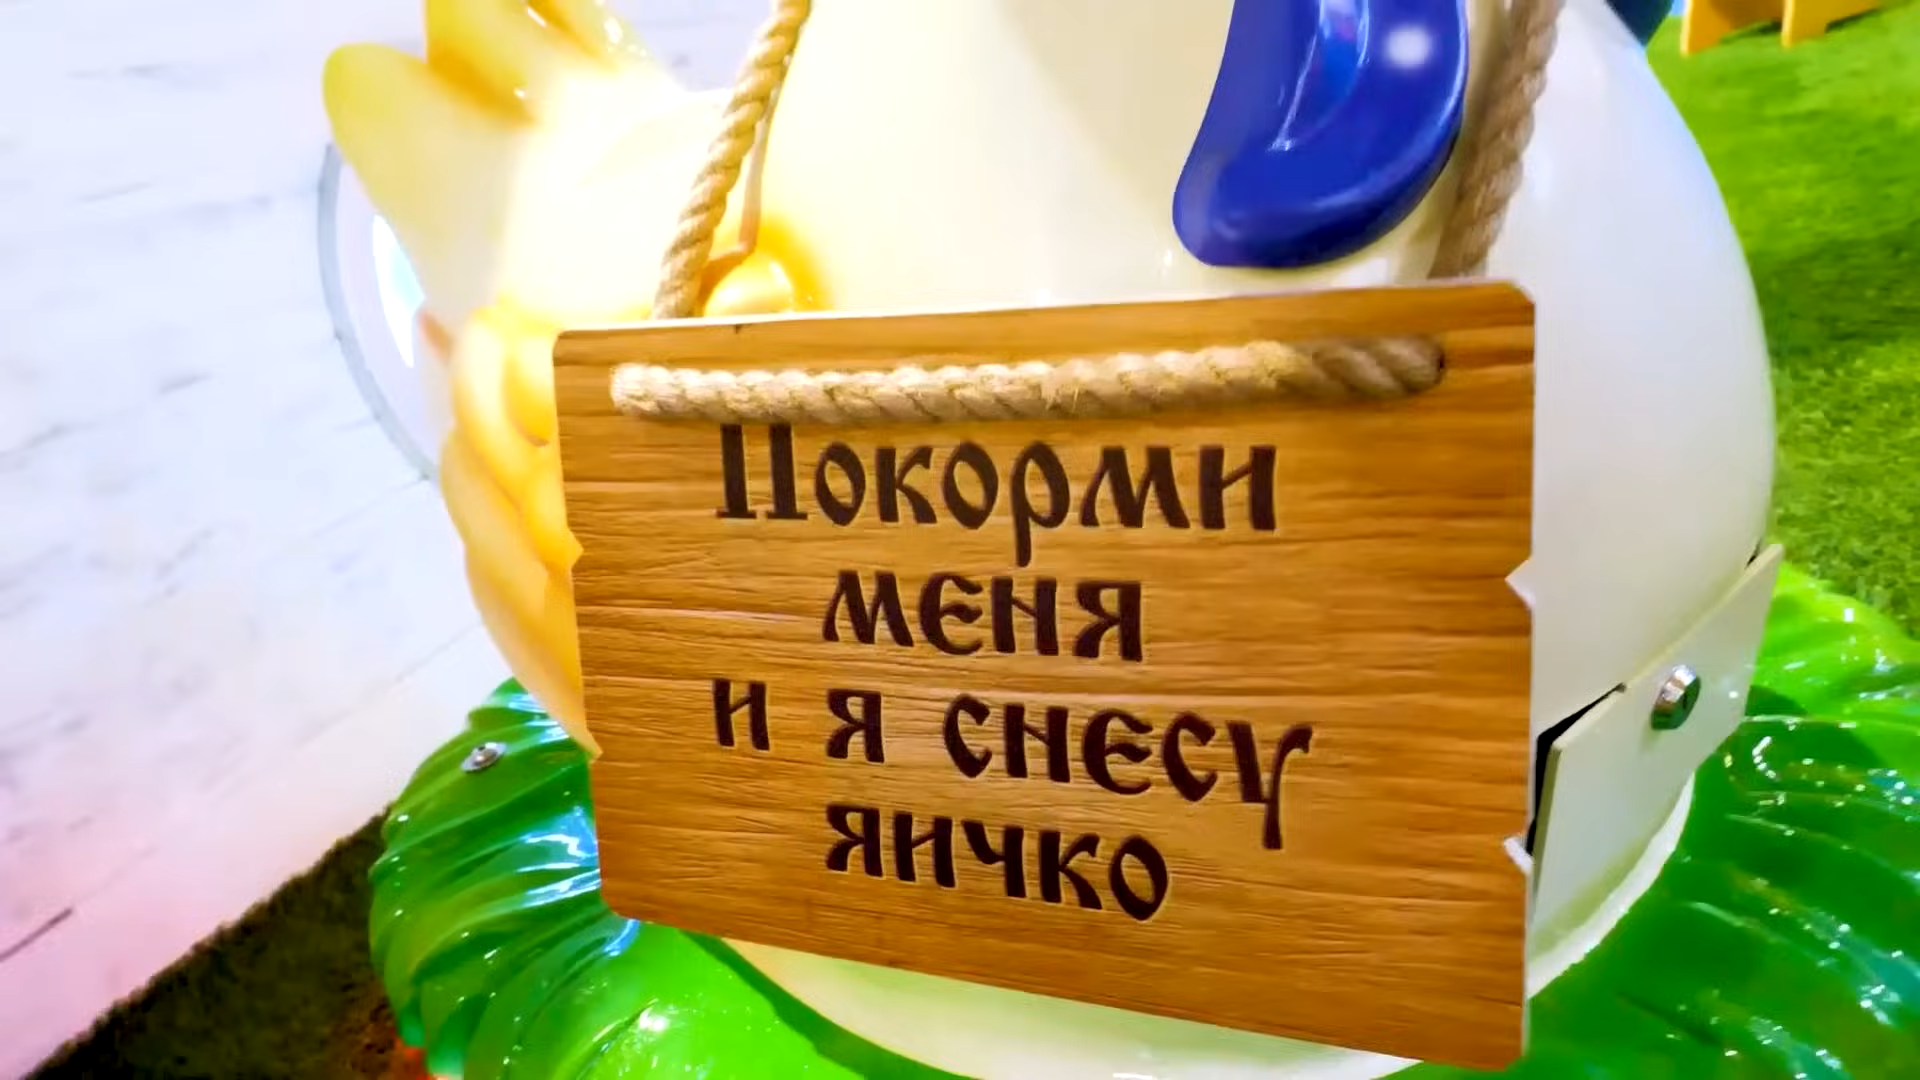 Покорми
меня
и я снесу
яичко